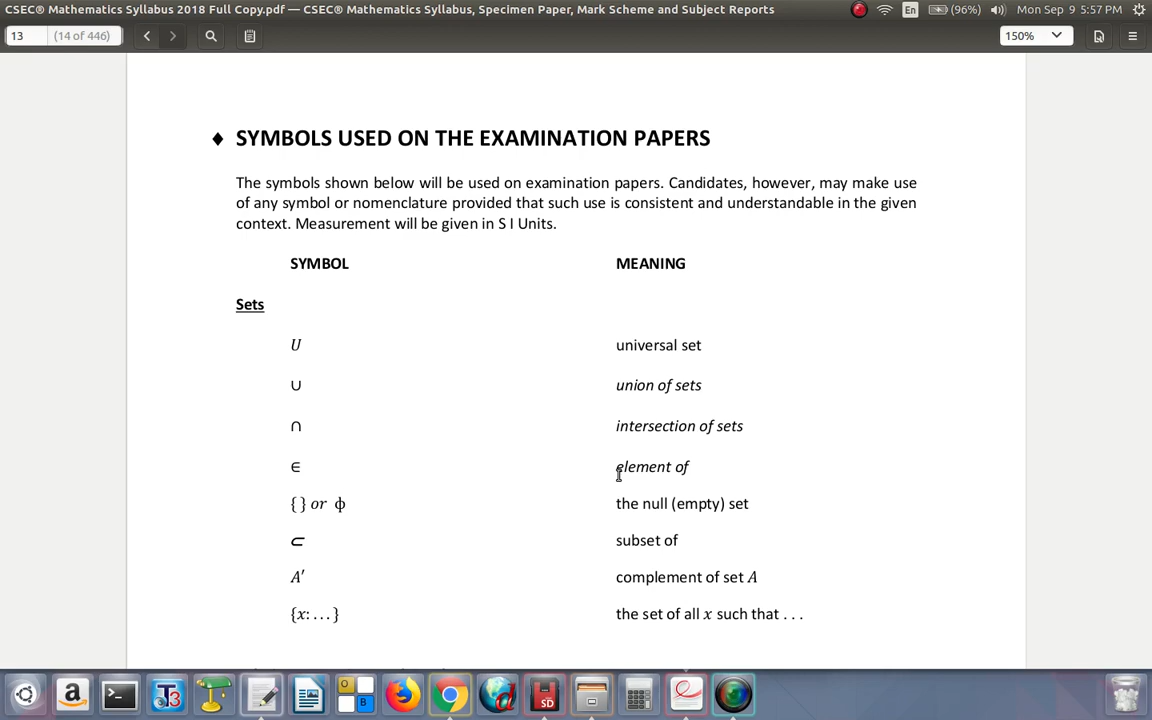 CSEC® Mathematics Syllabus 2018 Full Copy.pdf — CSEC® Mathematics Syllabus, Specimen Paper, Mark Scheme and Subject Reports
En (96%) Mon Sep 9 5:57 PM
13 (14 of 446) 150%
♦ SYMBOLS USED ON THE EXAMINATION PAPERS
The symbols shown below will be used on examination papers. Candidates, however, may make use
of any symbol or nomenclature provided that such use is consistent and understandable in the given
context. Measurement will be given in S I Units.
SYMBOL MEANING
Sets
U universal set
∪ union of sets
∩ intersection of sets
∈ element of
{ } or ϕ the null (empty) set
⊂ subset of
A′ complement of set A
{x: . . . } the set of all x such that . . .
a T3 O B d SD